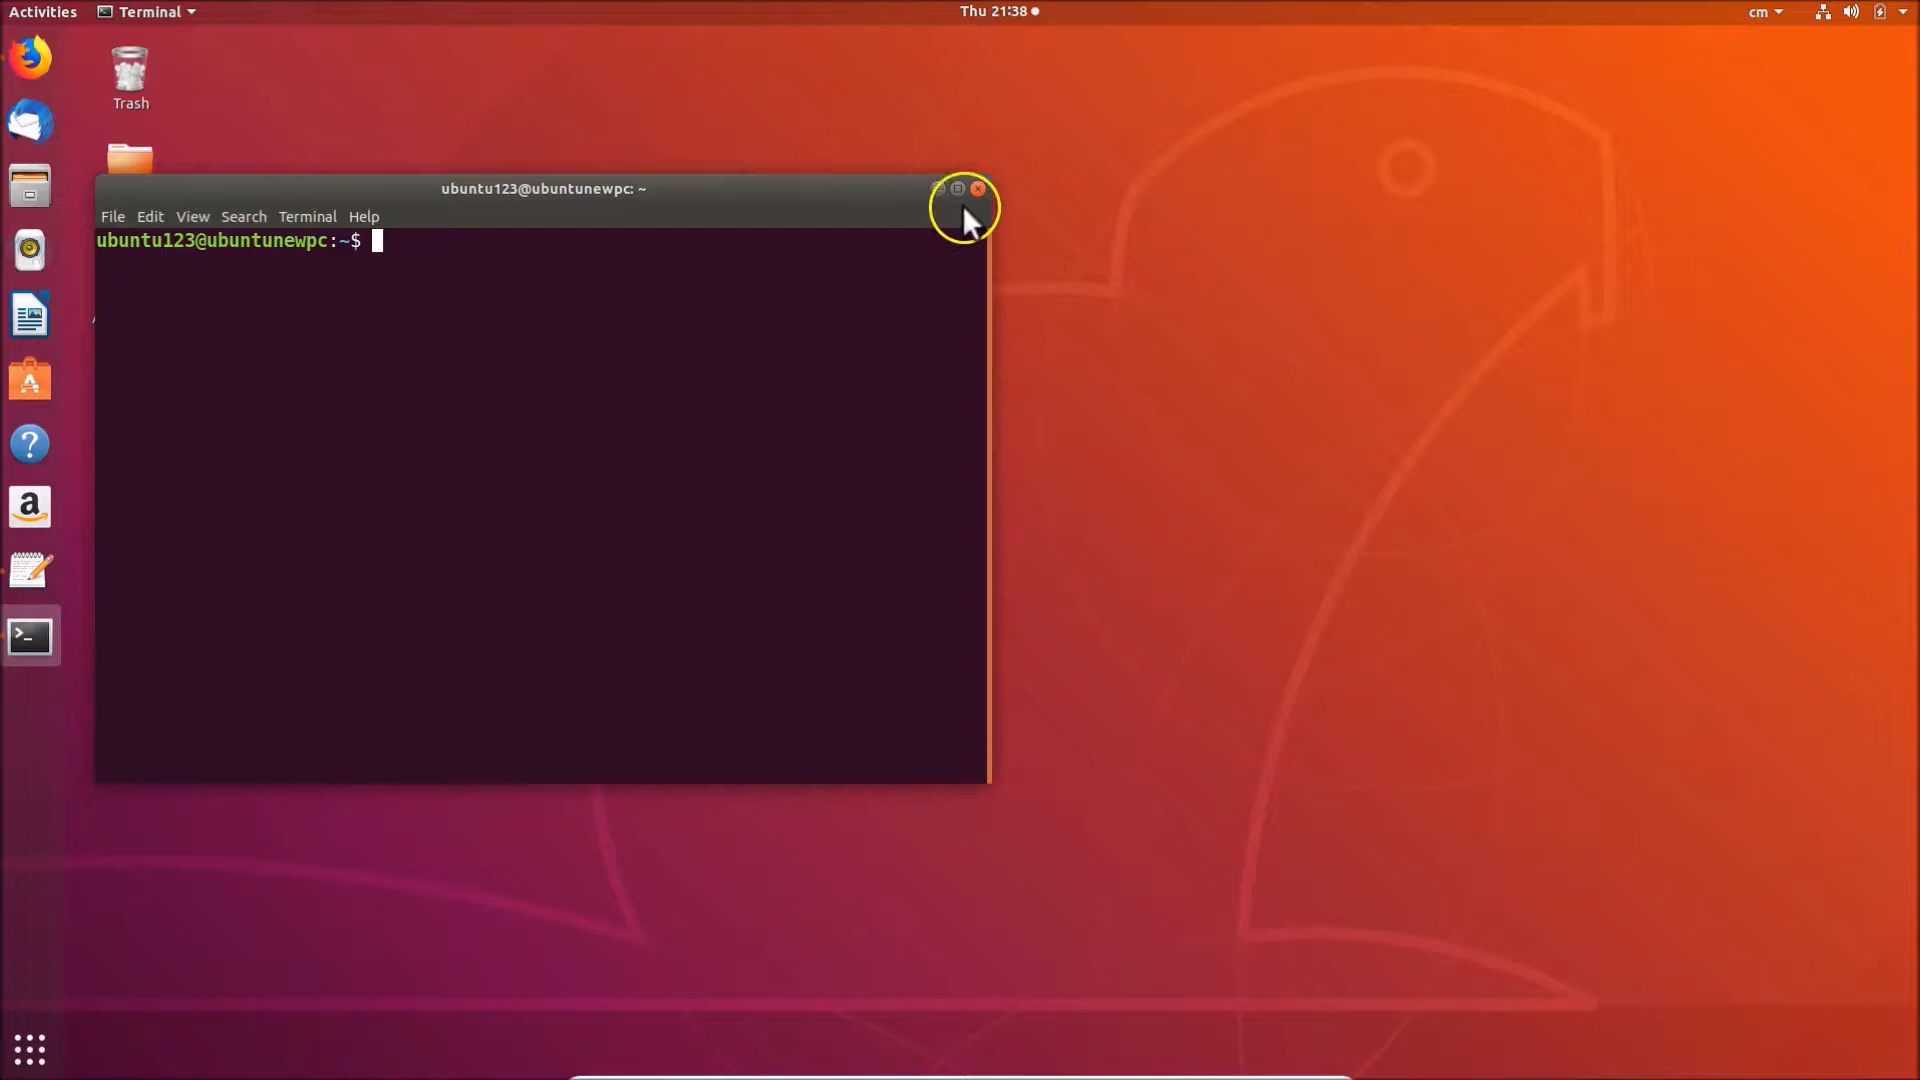 Activities Terminal Thu 21:38 cm
Trash
ubuntu123@ubuntunewpc: ~
File Edit View Search Terminal Help
ubuntu123@ubuntunewpc:~$